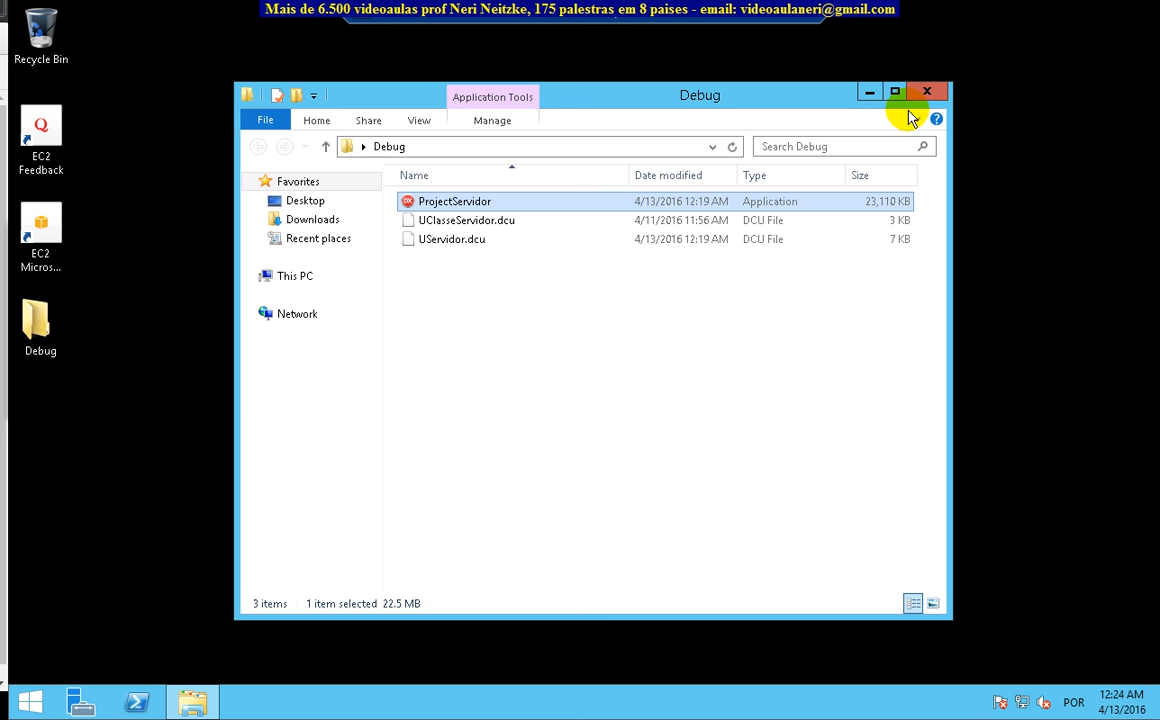 Mais de 6.500 videoaulas prof Neri Neitzke, 175 palestras em 8 paises - email: videoaulaneri@gmail.com
Recycle Bin
EC2
Feedback
EC2
Micros...
Debug
Application Tools
Debug
File
Home
Share
View
Manage
Debug
Search Debug
Name
Date modified
Type
Size
Favorites
Desktop
Downloads
Recent places
This PC
Network
ProjectServidor 4/13/2016 12:19 AM Application 23,110 KB
UClasseServidor.dcu 4/11/2016 11:56 AM DCU File 3 KB
UServidor.dcu 4/13/2016 12:19 AM DCU File 7 KB
3 items 1 item selected 22.5 MB
POR
12:24 AM
4/13/2016